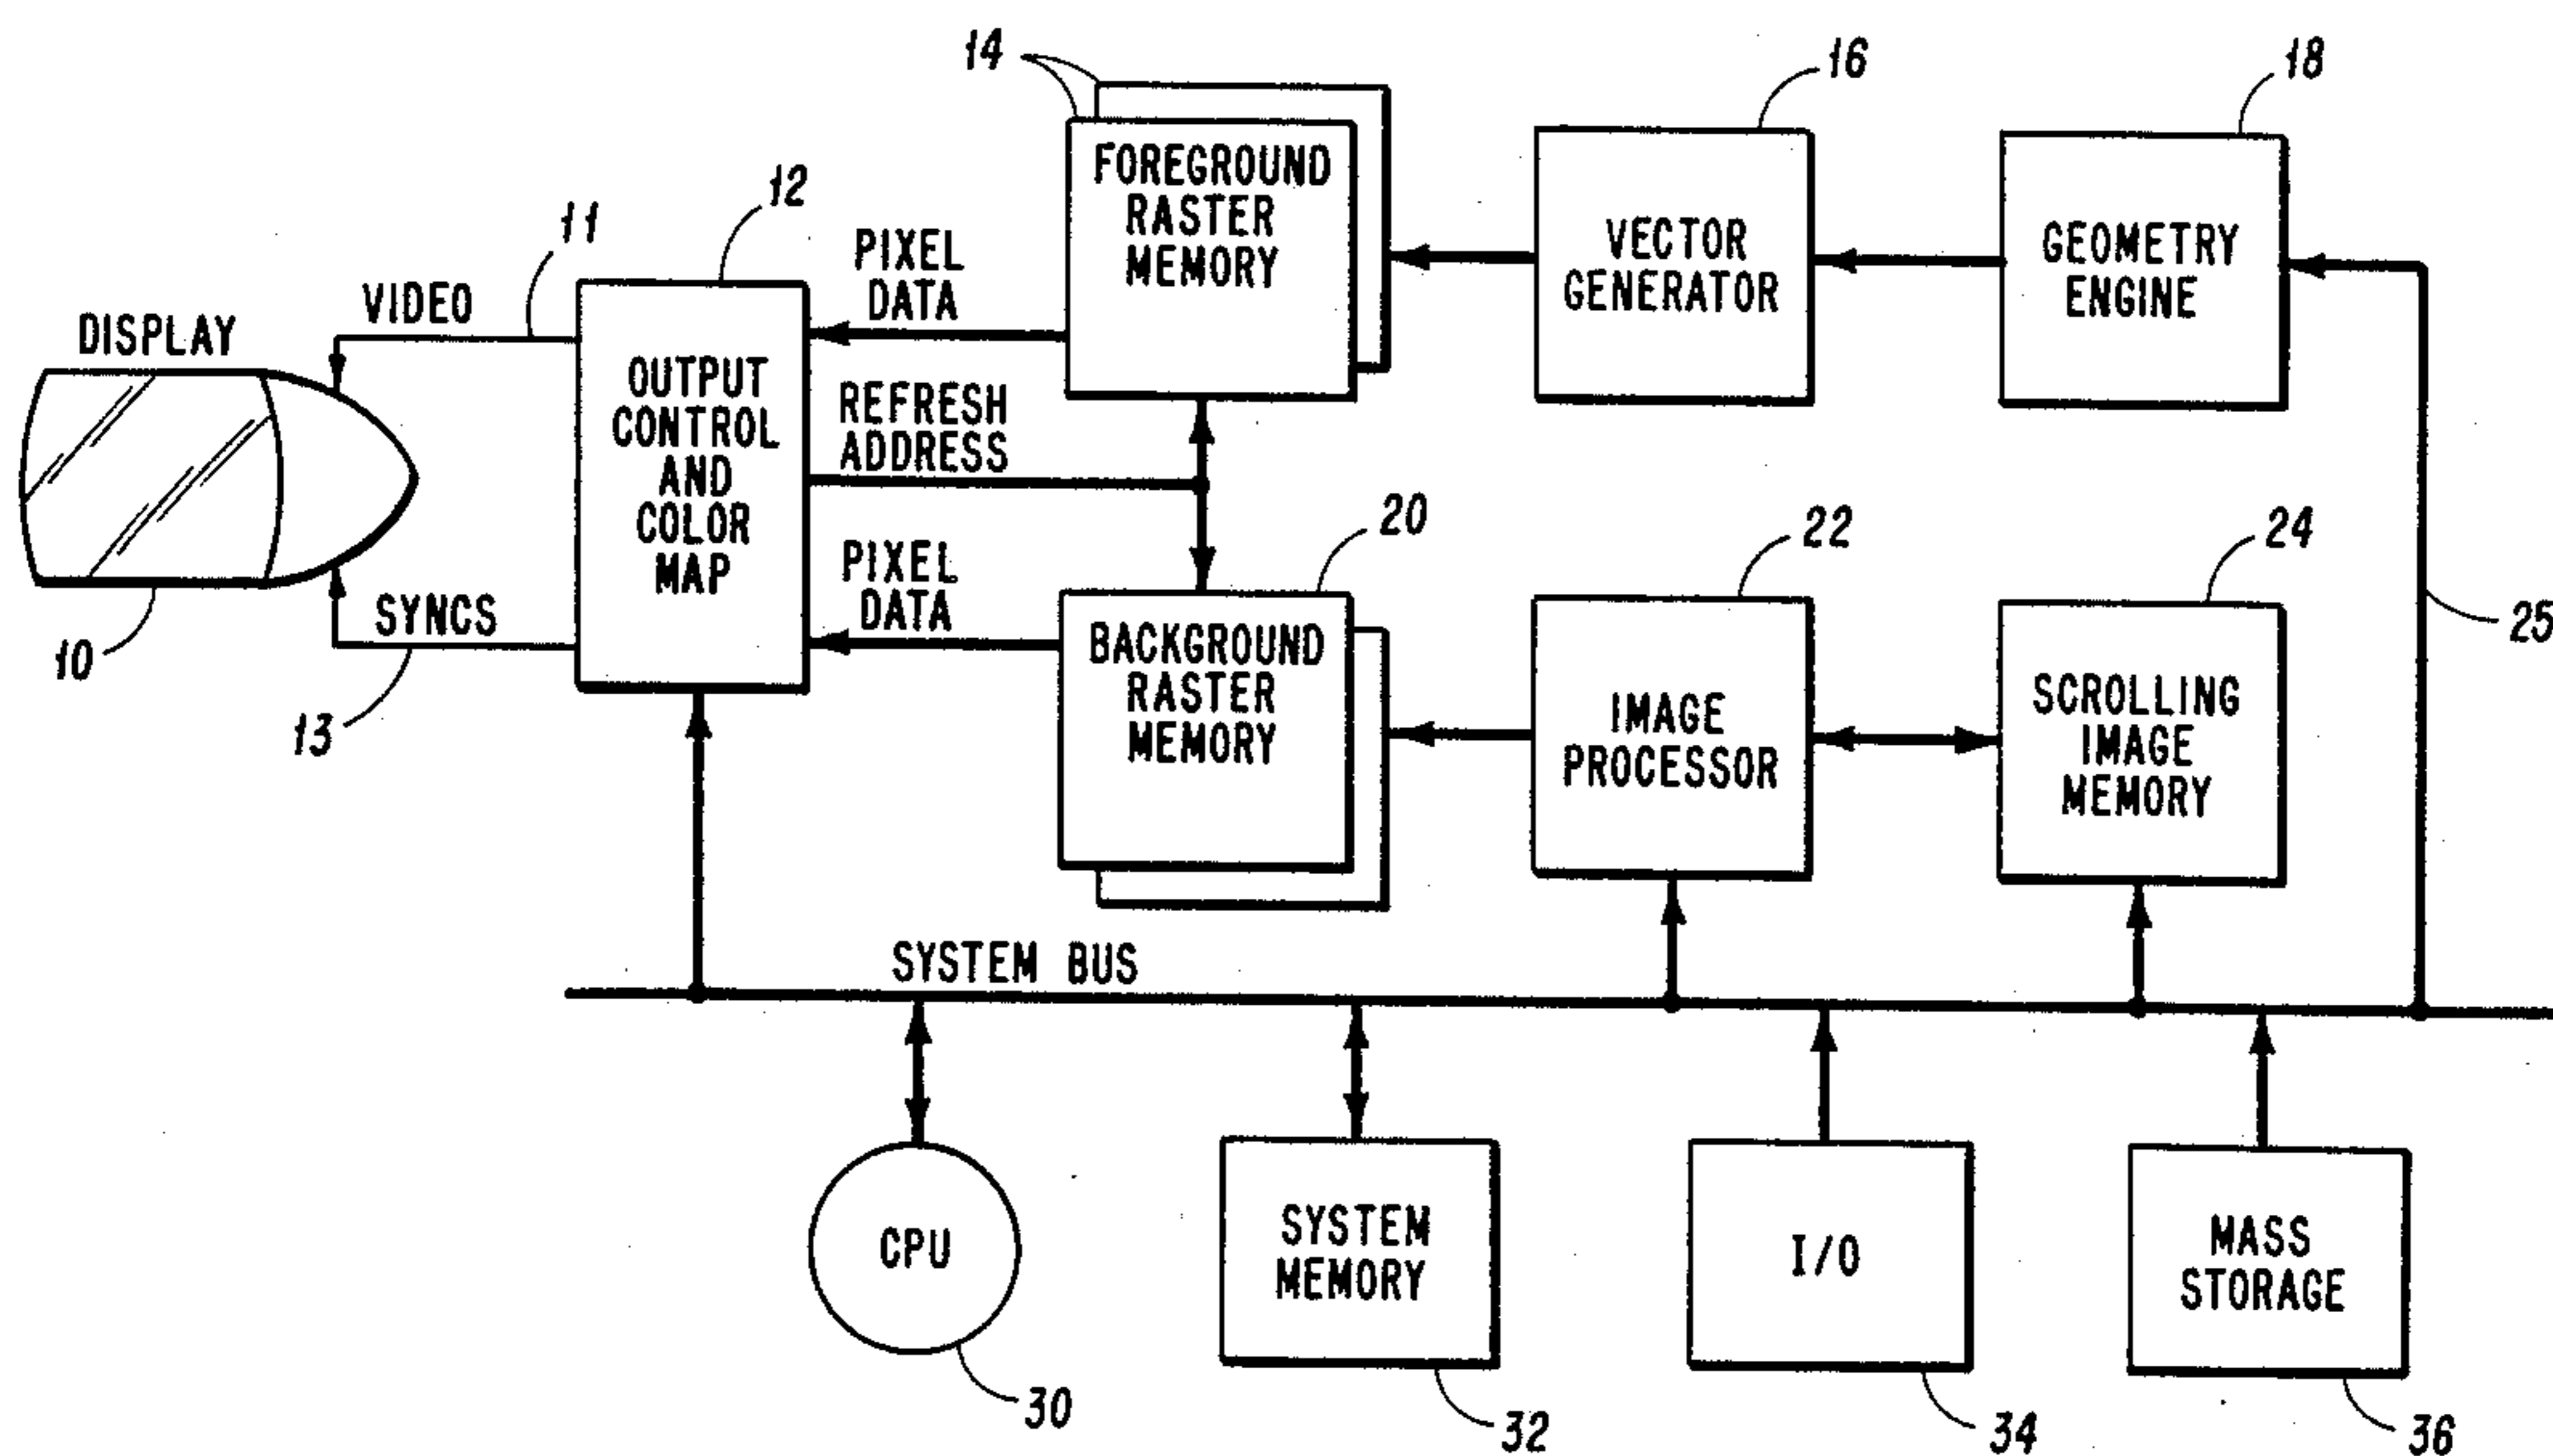 14
16
18
12
11
FOREGROUND
RASTER
MEMORY
VECTOR
GENERATOR
GEOMETRY
ENGINE
PIXEL
DATA
VIDEO
DISPLAY
OUTPUT
CONTROL
AND
COLOR
MAP
REFRESH
ADDRESS
20
22
24
25
PIXEL
DATA
SYNCS
10
13
BACKGROUND
RASTER
MEMORY
IMAGE
PROCESSOR
SCROLLING
IMAGE
MEMORY
SYSTEM BUS
CPU
SYSTEM
MEMORY
I/O
MASS
STORAGE
30
32
34
36